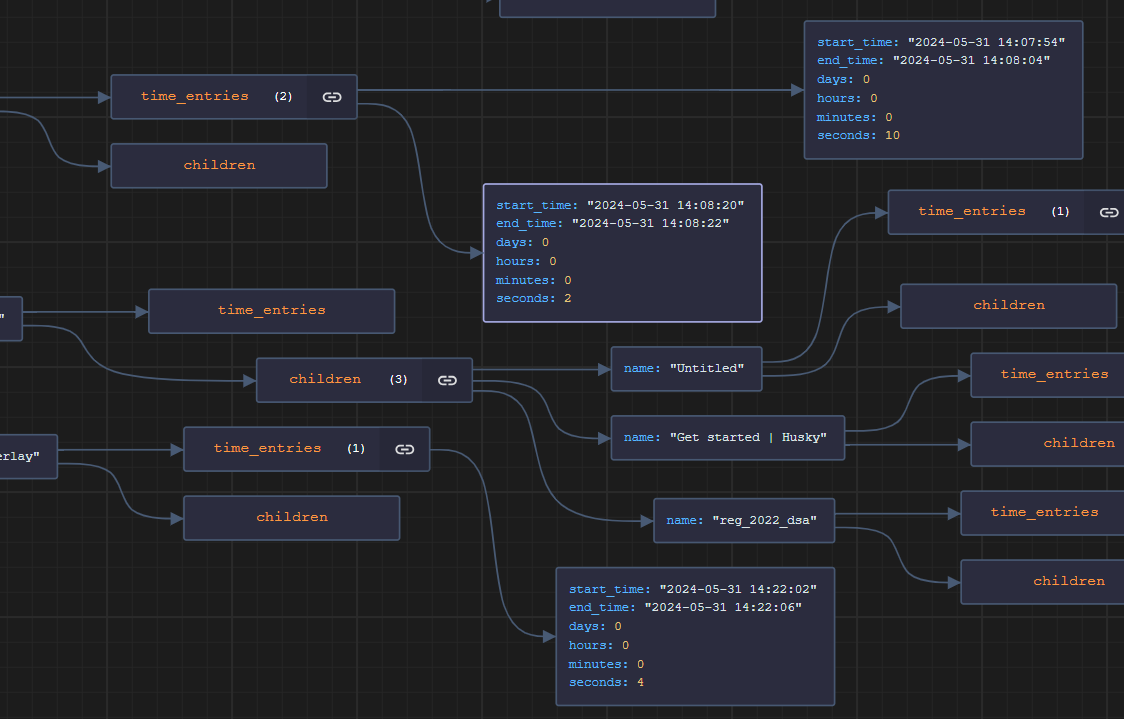 start_time: "2024-05-31 14:07:54"
end_time: "2024-05-31 14:08:04"
days: 0
hours: 0
minutes: 0
seconds: 10
time_entries (2)
children
start_time: "2024-05-31 14:08:20"
end_time: "2024-05-31 14:08:22"
days: 0
hours: 0
minutes: 0
seconds: 2
time_entries (1)
children
"
time_entries
children (3)
name: "Untitled"
time_entries
name: "Get started | Husky"
children
erlay"
time_entries (1)
children
name: "reg_2022_dsa"
time_entries
children
start_time: "2024-05-31 14:22:02"
end_time: "2024-05-31 14:22:06"
days: 0
hours: 0
minutes: 0
seconds: 4